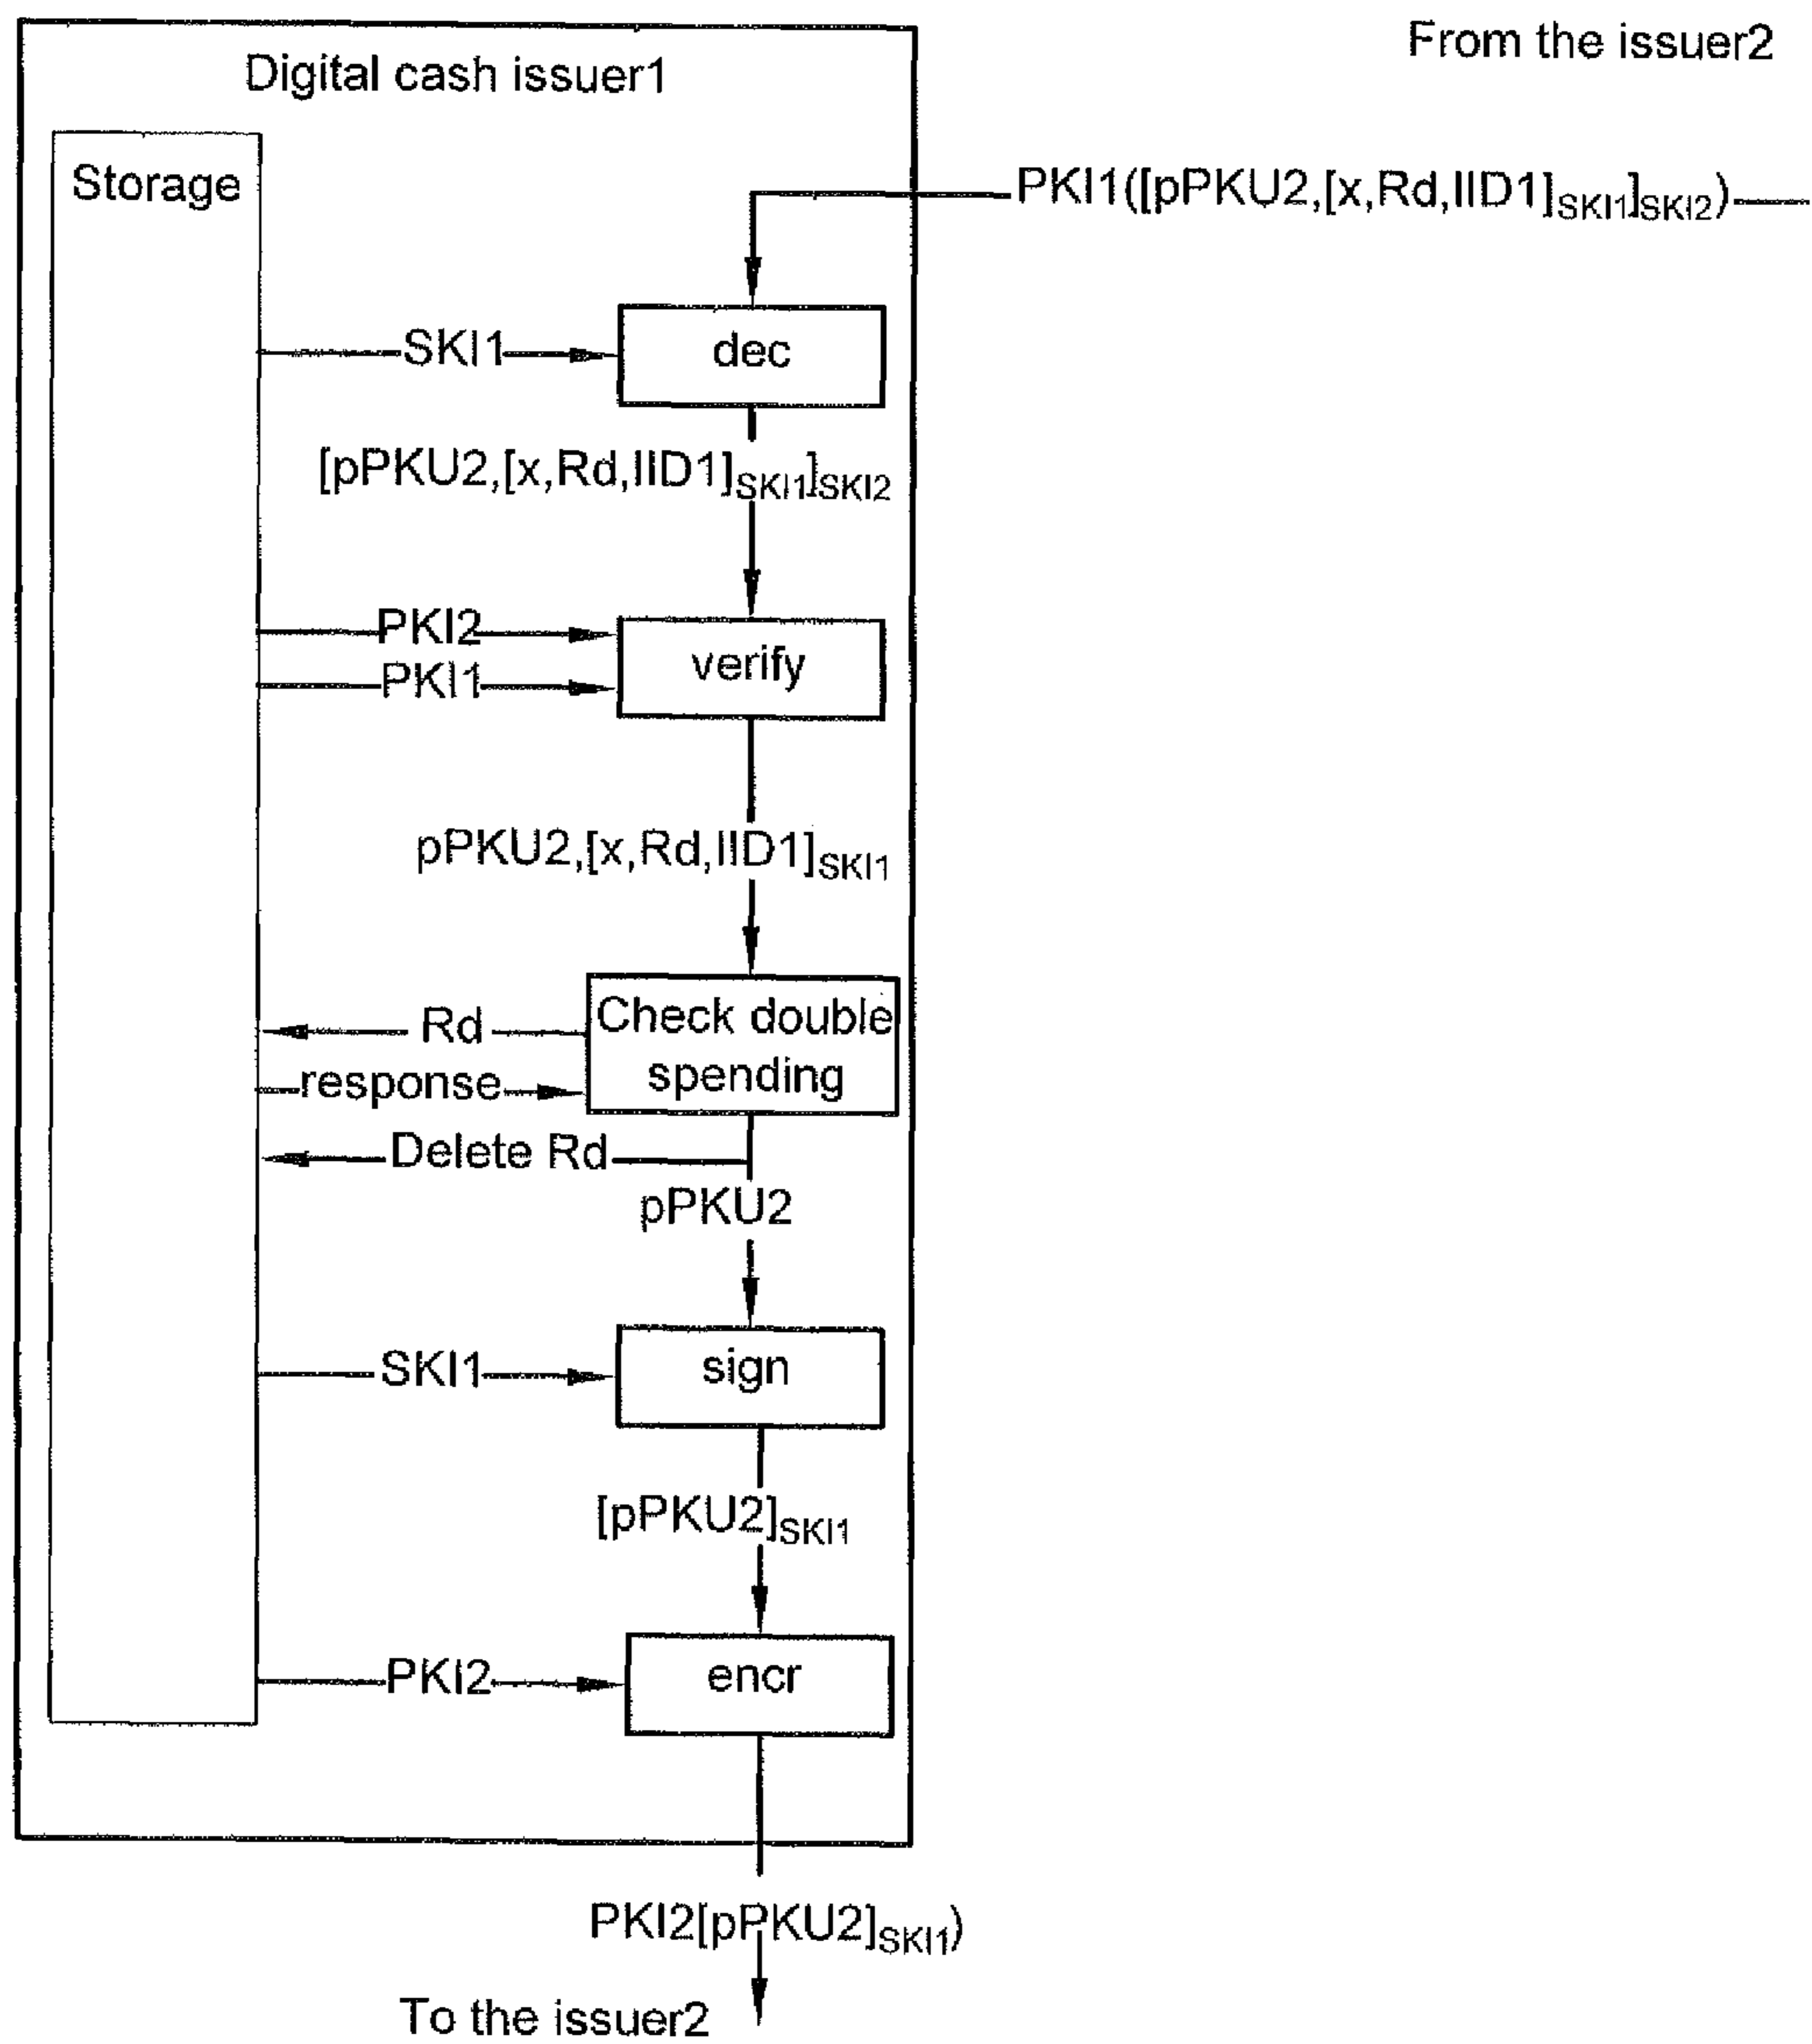 From the issuer2
Digital cash issuer1
Storage
PKI1([pPKU2,[x,Rd,IID1]SKI1]SKI2)
SKI1
dec
[pPKU2,[x,Rd,IID1]SKI1]SKI2
PKI2
verify
PKI1
pPKU2,[x,Rd,IID1]SKI1
Rd
Check double
spending
response
Delete Rd
pPKU2
SKI1
sign
[pPKU2]SKI1
PKI2
encr
PKI2[pPKU2]SKI1)
To the issuer2